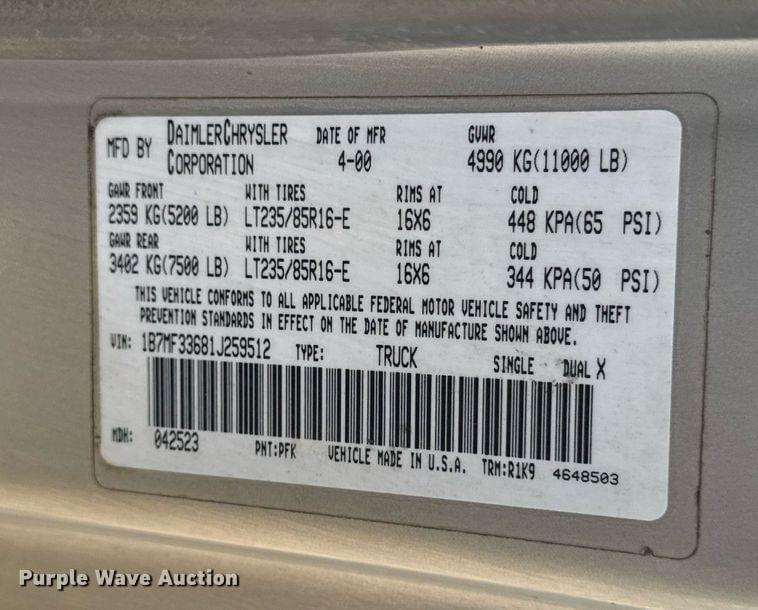 MFD BY DAIMLERCHRYSLER CORPORATION DATE OF MFR 4-00 GVWR 4990 KG(11000 LB)
GAWR FRONT WITH TIRES RIMS AT COLD
2359 KG(5200 LB) LT235/85R16-E 16X6 448 KPA(65 PSI)
GAWR REAR WITH TIRES RIMS AT COLD
3402 KG(7500 LB) LT235/85R16-E 16X6 344 KPA(50 PSI)
THIS VEHICLE CONFORMS TO ALL APPLICABLE FEDERAL MOTOR VEHICLE SAFETY AND THEFT
PREVENTION STANDARDS IN EFFECT ON THE DATE OF MANUFACTURE SHOWN ABOVE.
VIN: 1B7MF33681J259512 TYPE: TRUCK SINGLE DUAL X
MDH: 042523 PNT:PFK VEHICLE MADE IN U.S.A. TRM:R1K9 4648503
Purple Wave Auction